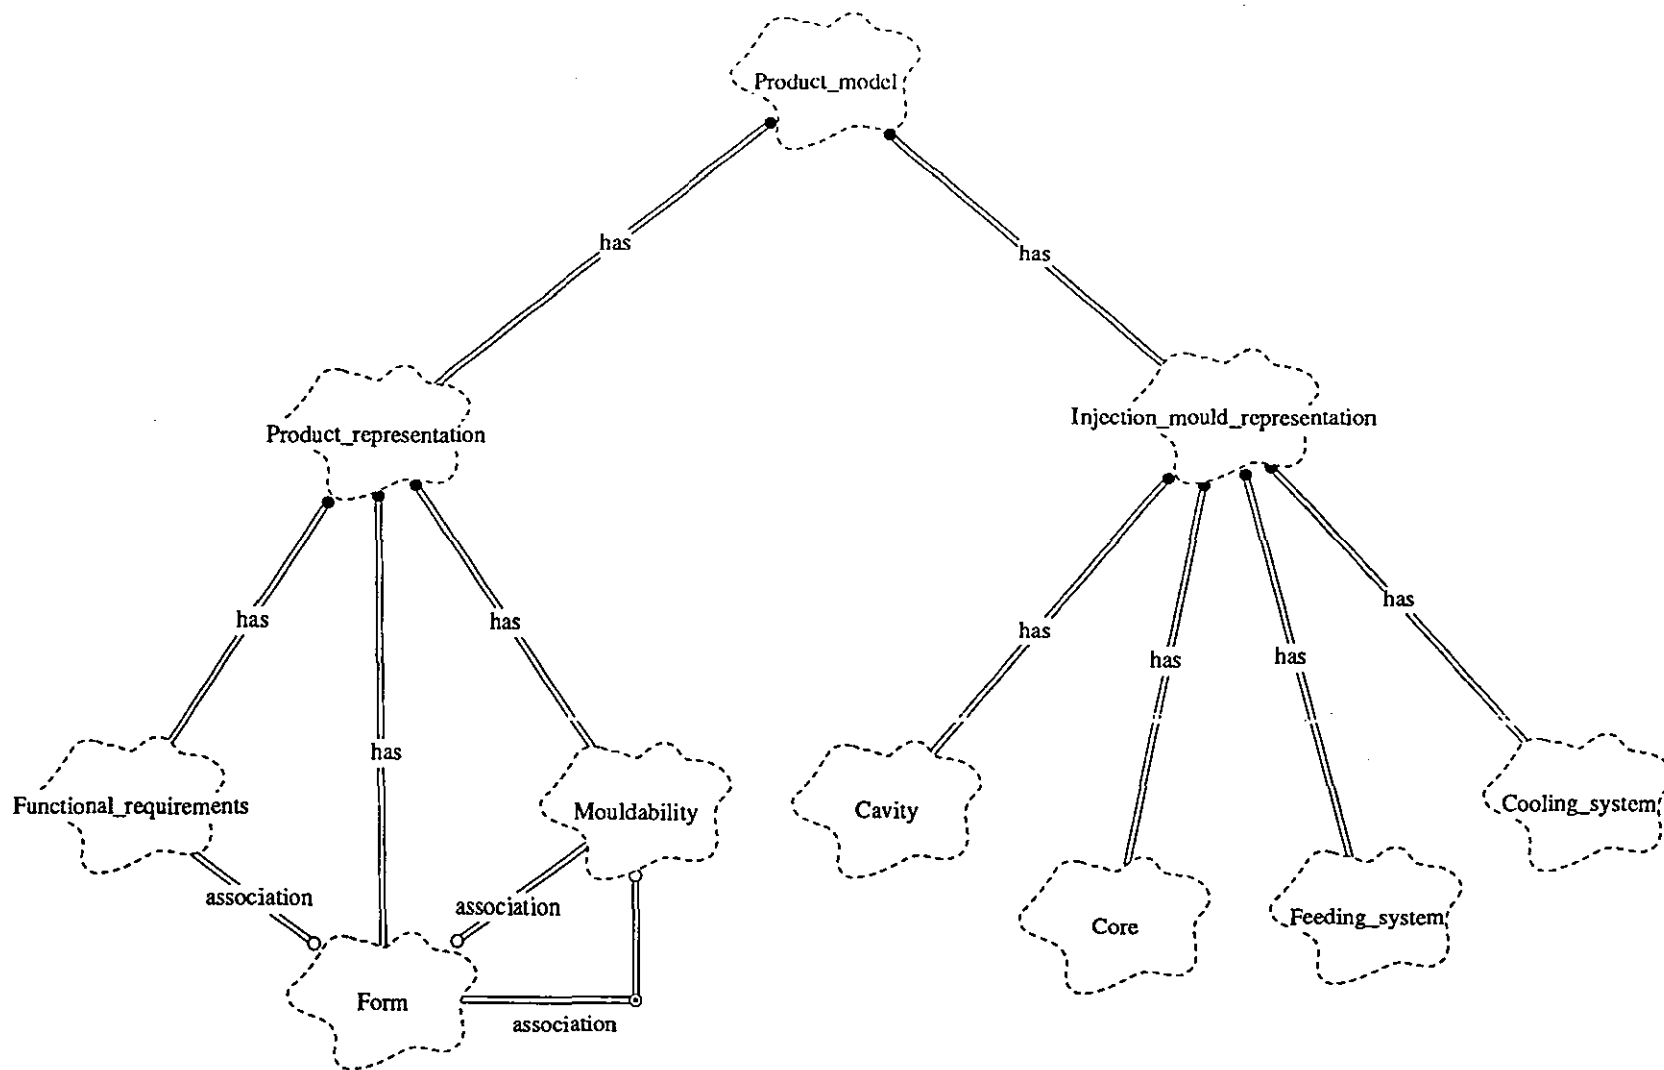 Product_model
has
has
Product_representation
Injection_mould_representation
has
has
has
has
has
has
has
Functional_requirements
Mouldability
Cavity
Cooling_system
association
association
Core
Feeding_system
Form
association